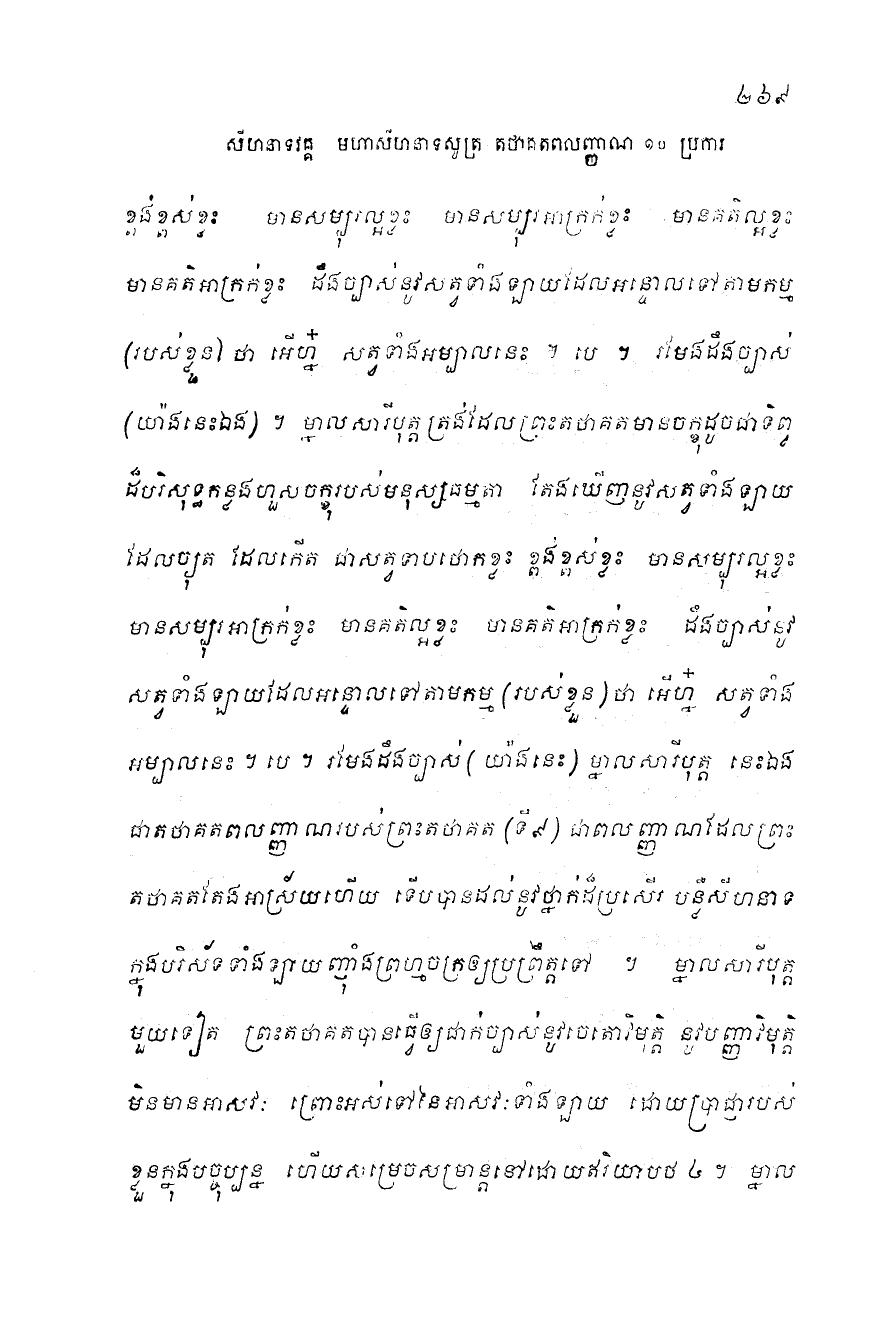 ២៦៩
សីហនាទវគ្គ មហាសីហនាទសូត្រ តថាគតពលញ្ញាណ ១០ ប្រការ
ខ្ពង់ខ្ពស់ខ្លះ មានសម្បុរល្អខ្លះ មានសម្បុរអាក្រក់ខ្លះ មានគតិល្អខ្លះ
មានគតិអាក្រក់ខ្លះ ដឹងច្បាស់នូវសត្វទាំងឡាយដែលអន្ទោលទៅតាមកម្ម
(របស់ខ្លួន) ថា អើហ្ន៎ សត្វទាំងអម្បាលនេះ ។ បេ ។ រមែងដឹងច្បាស់
(យ៉ាងនេះឯង) ។ ម្នាលសារីបុត្ត ត្រង់ដែលព្រះតថាគតមានចក្ខុដូចជាទិព្វ
ដ៏បរិសុទ្ធកន្លងហួសចក្ខុរបស់មនុស្សធម្មតា តែងឃើញនូវសត្វទាំងឡាយ
ដែលច្យុត ដែលកើត ជាសត្វទាបថោកខ្លះ ខ្ពង់ខ្ពស់ខ្លះ មានសម្បុរល្អខ្លះ
មានសម្បុរអាក្រក់ខ្លះ មានគតិល្អខ្លះ មានគតិអាក្រក់ខ្លះ ដឹងច្បាស់នូវ
សត្វទាំងឡាយដែលអន្ទោលទៅតាមកម្ម (របស់ខ្លួន) ថា អើហ្ន៎ សត្វទាំង
អម្បាលនេះ ។ បេ ។ រមែងដឹងច្បាស់ (យ៉ាងនេះ) ម្នាលសារីបុត្ត នេះឯង
ជាតថាគតពលញ្ញាណរបស់ព្រះតថាគត (ទី៩) ជាពលញ្ញាណដែលព្រះ
តថាគតតែងអាស្រ័យហើយ ទើបបានដល់នូវថ្នាក់ដ៏ប្រសើរ បន្លឺសីហនាទ
ក្នុងបរិស័ទទាំងឡាយ ញ៉ាំងព្រហ្មចក្រឲ្យប្រព្រឹត្តទៅ ។ ម្នាលសារីបុត្ត
មួយទៀត ព្រះតថាគតបានធ្វើឲ្យជាក់ច្បាស់នូវចេតោវិមុត្តិ នូវបញ្ញាវិមុត្តិ
មិនមានអាសវៈ ព្រោះអស់ទៅនៃអាសវៈទាំងឡាយ ដោយប្រាជ្ញារបស់
ខ្លួនក្នុងបច្ចុប្បន្ន ហើយសម្រេចសម្រាន្តនៅដោយឥរិយាបថ ៤ ។ ម្នាល